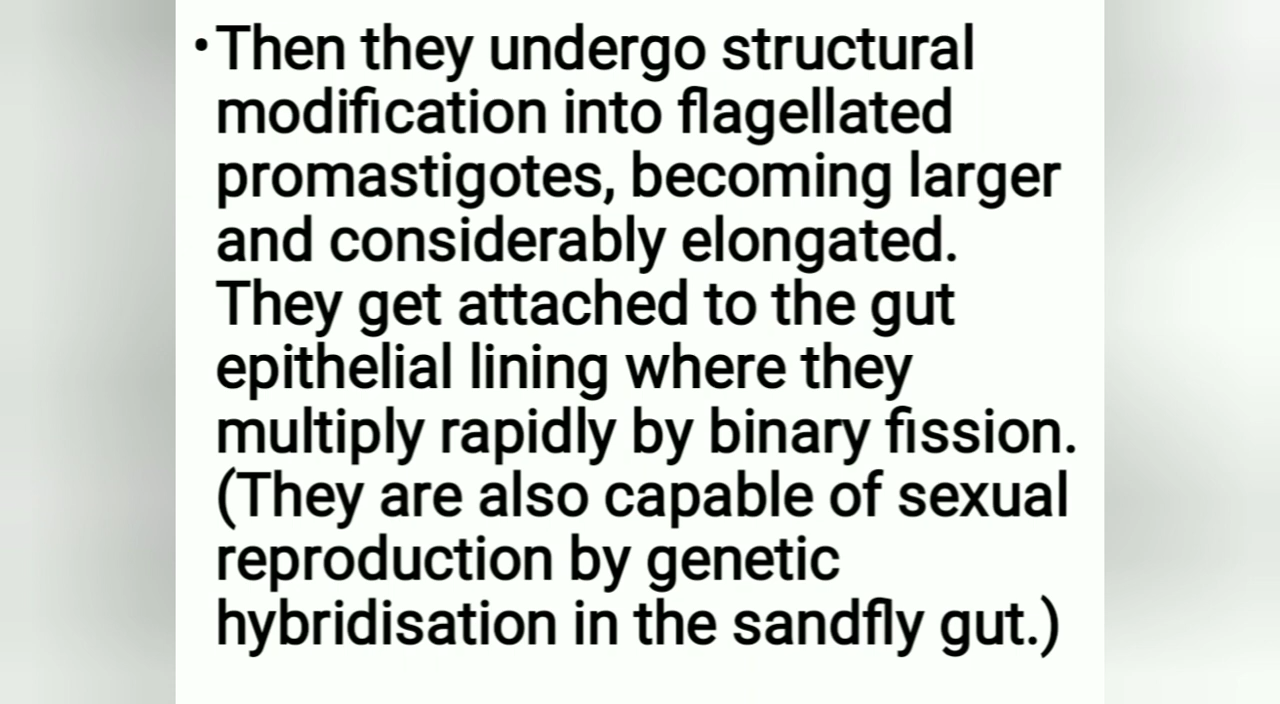 •Then they undergo structural
modification into flagellated
promastigotes, becoming larger
and considerably elongated.
They get attached to the gut
epithelial lining where they
multiply rapidly by binary fission.
(They are also capable of sexual
reproduction by genetic
hybridisation in the sandfly gut.)